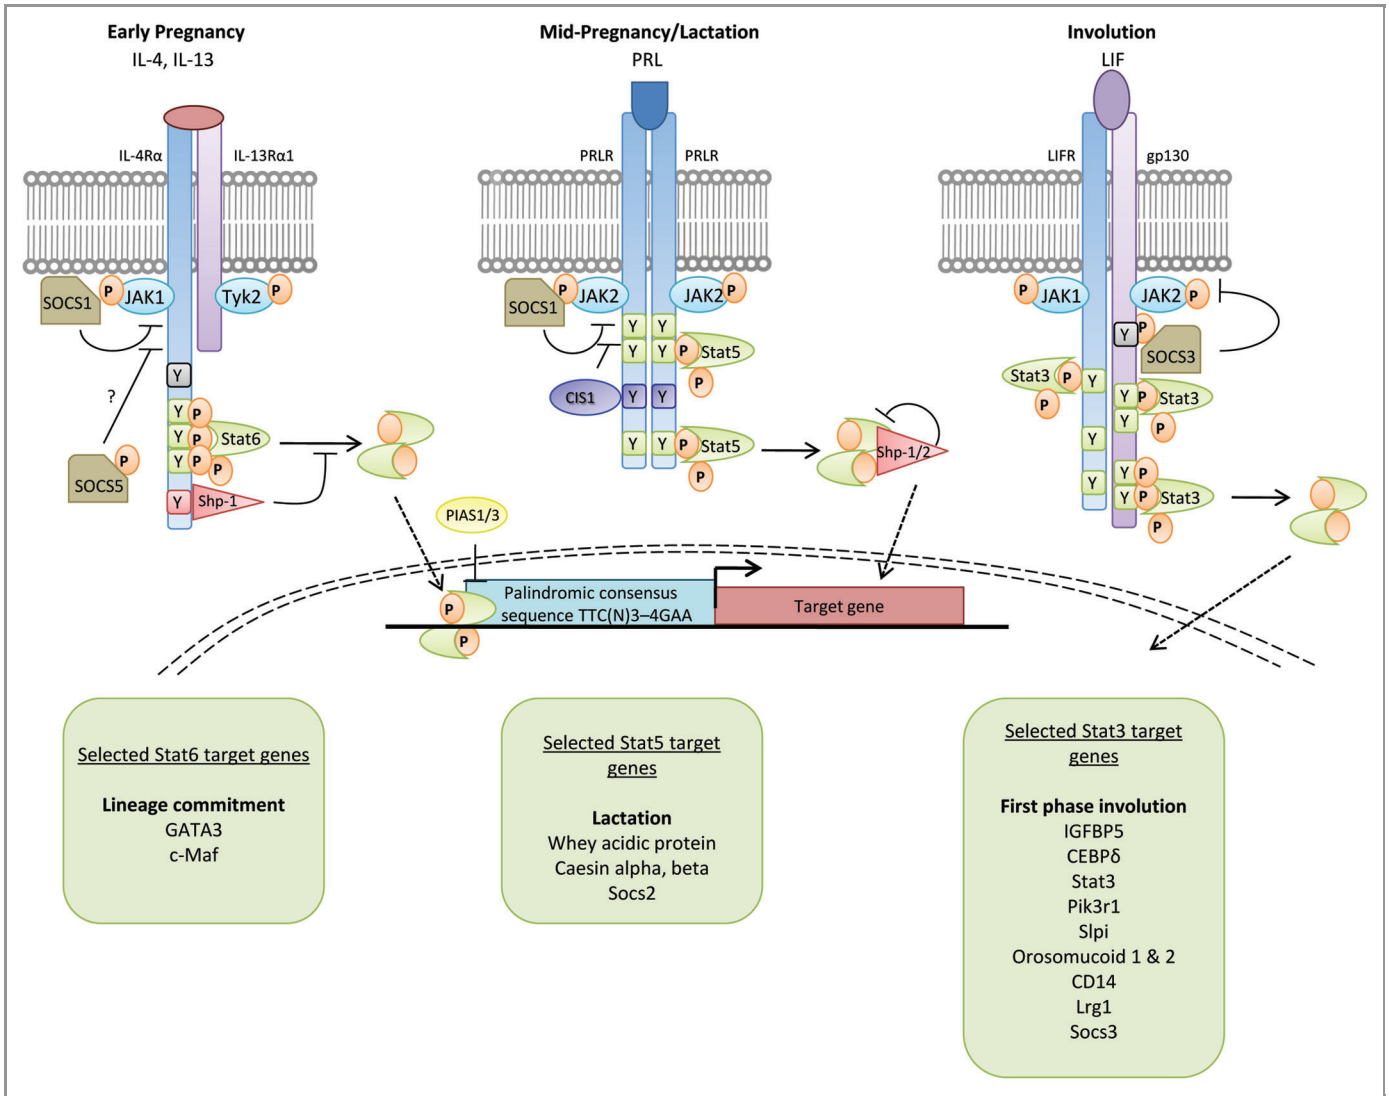 Early Pregnancy
IL-4, IL-13
IL-4Rα
IL-13Rα1
SOCS1
P
JAK1
Tyk2
P
Y
?
Y
P
Y
P
Stat6
Y
P
P
SOCS5
P
Y
Shp-1
Mid-Pregnancy/Lactation
PRL
PRLR
PRLR
SOCS1
P
JAK2
JAK2
P
Y
Y
Y
Y
P
Stat5
P
CIS1
Y
Y
Y
Y
P
Stat5
P
Shp-1/2
Involution
LIF
LIFR
gp130
P
JAK1
JAK2
P
Y
P
SOCS3
Stat3
P
Y
P
Y
P
Stat3
Y
P
Y
Y
P
Y
Y
P
Stat3
P
PIAS1/3
P
P
Palindromic consensus
sequence TTC(N)3–4GAA
Target gene
Selected Stat6 target genes
Lineage commitment
GATA3
c-Maf
Selected Stat5 target
genes
Lactation
Whey acidic protein
Caesin alpha, beta
Socs2
Selected Stat3 target
genes
First phase involution
IGFBP5
CEBPδ
Stat3
Pik3r1
Slpi
Orosomucoid 1 & 2
CD14
Lrg1
Socs3